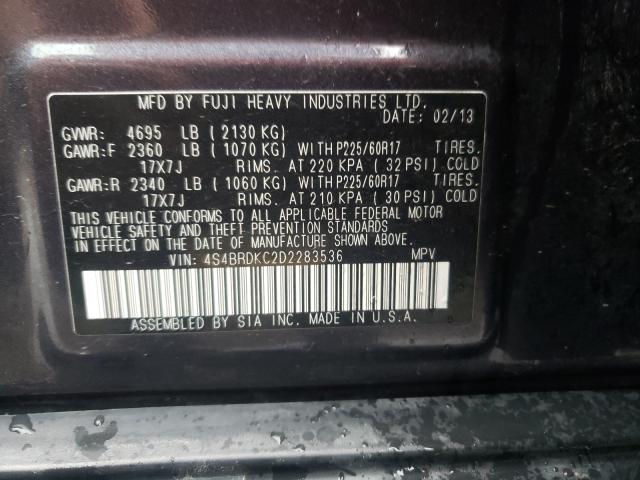 MFD BY FUJI HEAVY INDUSTRIES LTD.
DATE: 02/13
GVWR: 4695 LB ( 2130 KG)
GAWR:F 2360 LB ( 1070 KG) WITH P225/60R17 TIRES.
17X7J RIMS. AT 220 KPA ( 32 PSI) COLD
GAWR:R 2340 LB ( 1060 KG) WITH P225/60R17 TIRES.
17X7J RIMS. AT 210 KPA ( 30 PSI) COLD
THIS VEHICLE CONFORMS TO ALL APPLICABLE FEDERAL MOTOR
VEHICLE SAFETY AND THEFT PREVENTION STANDARDS
IN EFFECT ON THE DATE OF MANUFACTURE SHOWN ABOVE.
VIN: 4S4BRDKC2D2283536 MPV
ASSEMBLED BY SIA INC. MADE IN U.S.A.